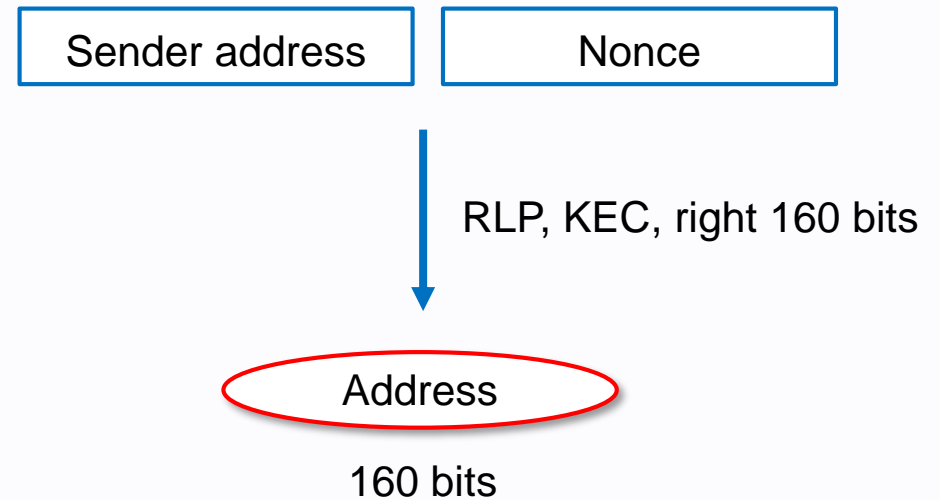 Sender address
Nonce
RLP, KEC, right 160 bits
Address
160 bits